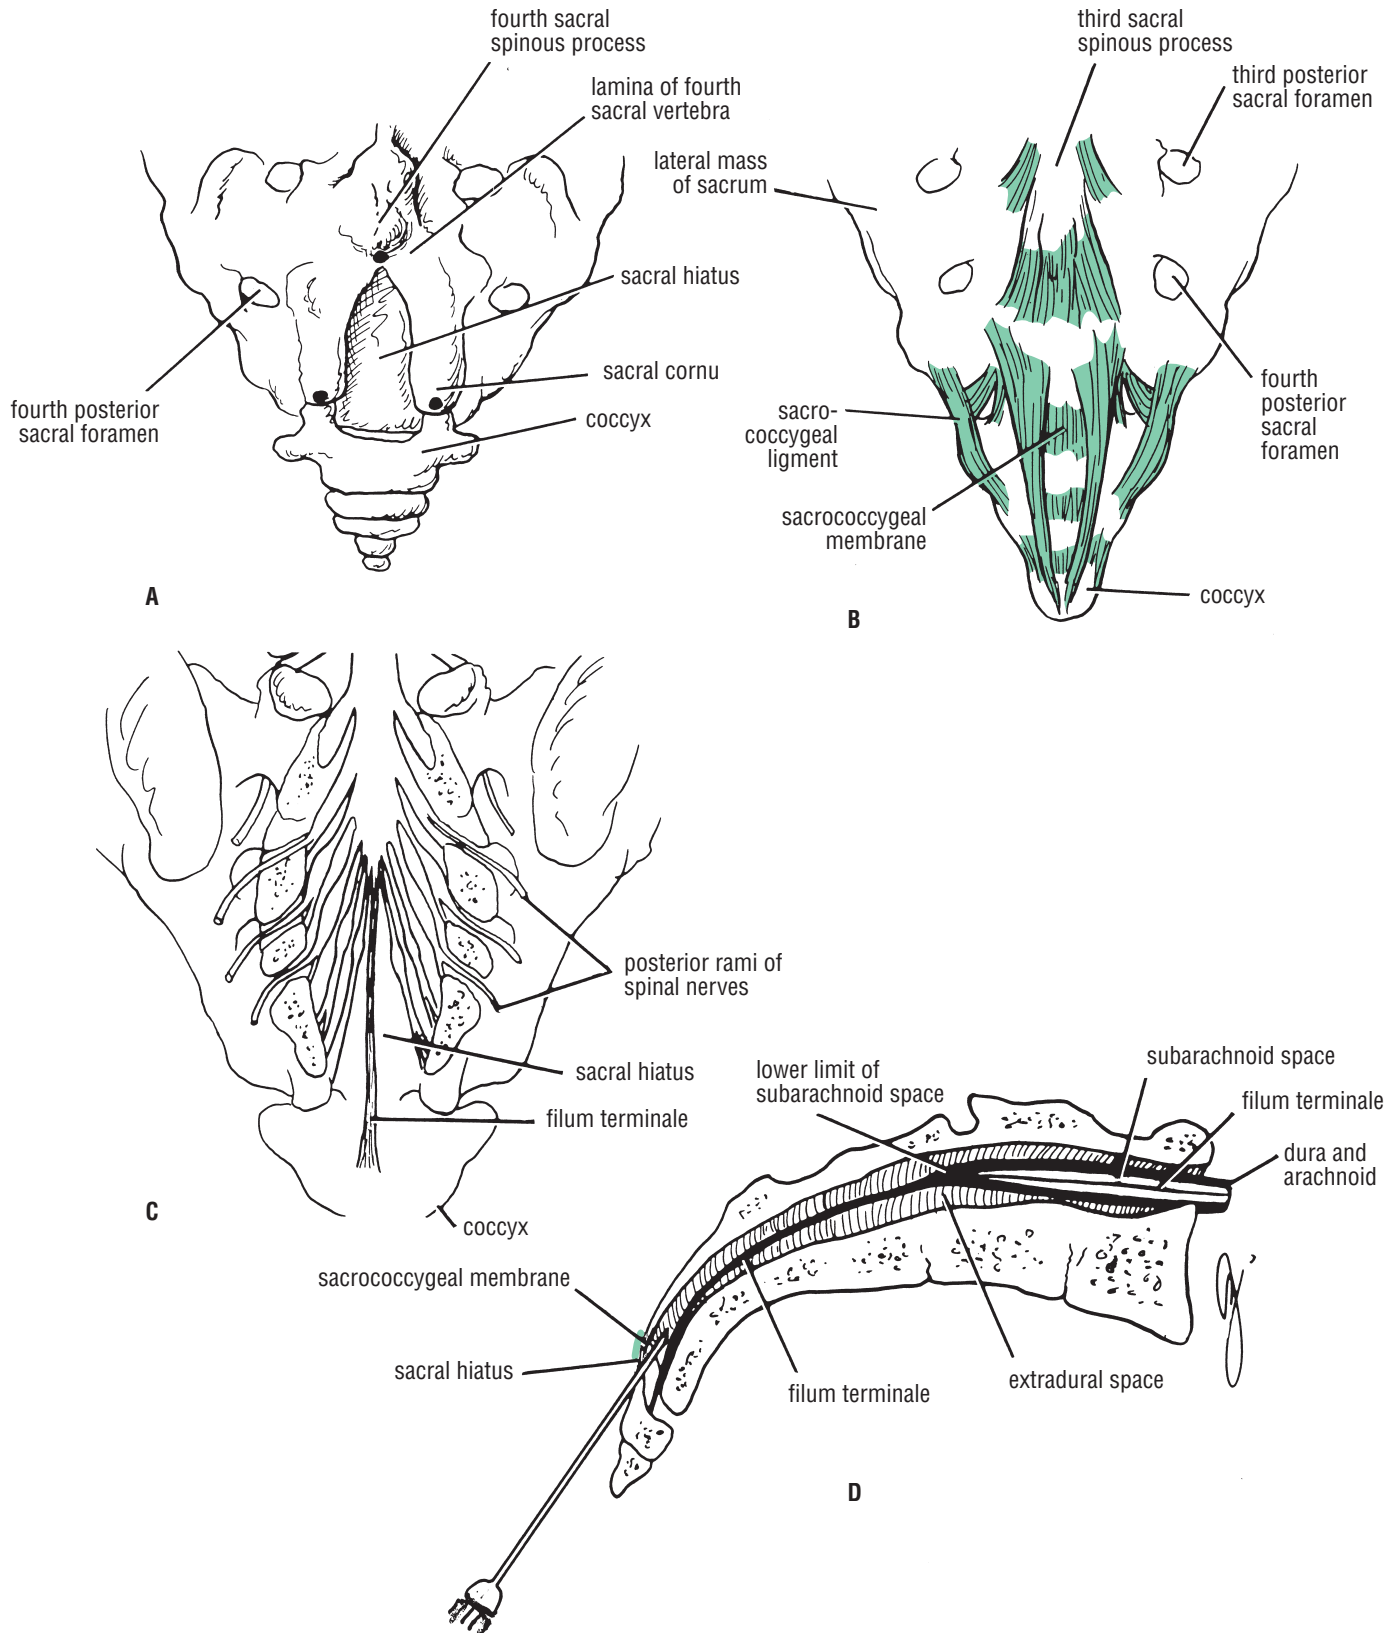 fourth sacral
spinous process
lamina of fourth
sacral vertebra
sacral hiatus
sacral cornu
coccyx
fourth posterior
sacral foramen
A
third sacral
spinous process
third posterior
sacral foramen
lateral mass
of sacrum
sacro-
coccygeal
ligment
sacrococcygeal
membrane
fourth
posterior
sacral
foramen
coccyx
B
posterior rami of
spinal nerves
sacral hiatus
filum terminale
coccyx
C
lower limit of
subarachnoid space
subarachnoid space
filum terminale
dura and
arachnoid
sacrococcygeal membrane
sacral hiatus
filum terminale
extradural space
D